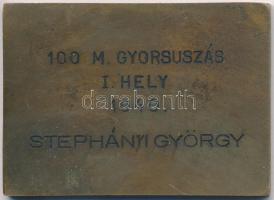 100 M. GYORSUSZÁS
I. HELY
darabanth
STEPHÁNYI GYÖRGY